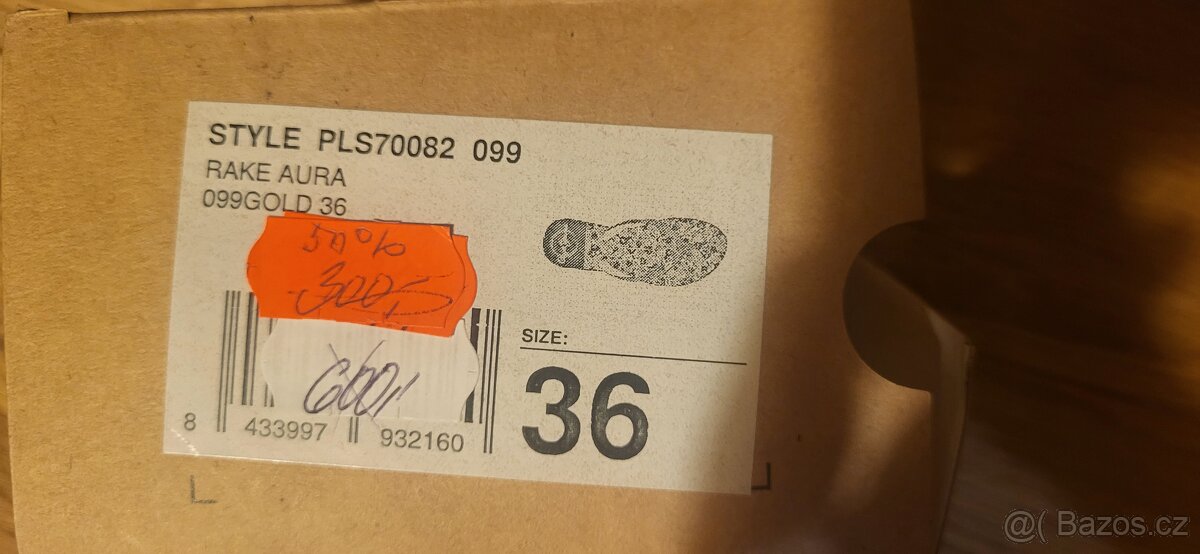 STYLE PLS70082 099
RAKE AURA
099GOLD 36
50%
300,-
600,-
SIZE:
36
8 433997 932160
@( Bazos.cz